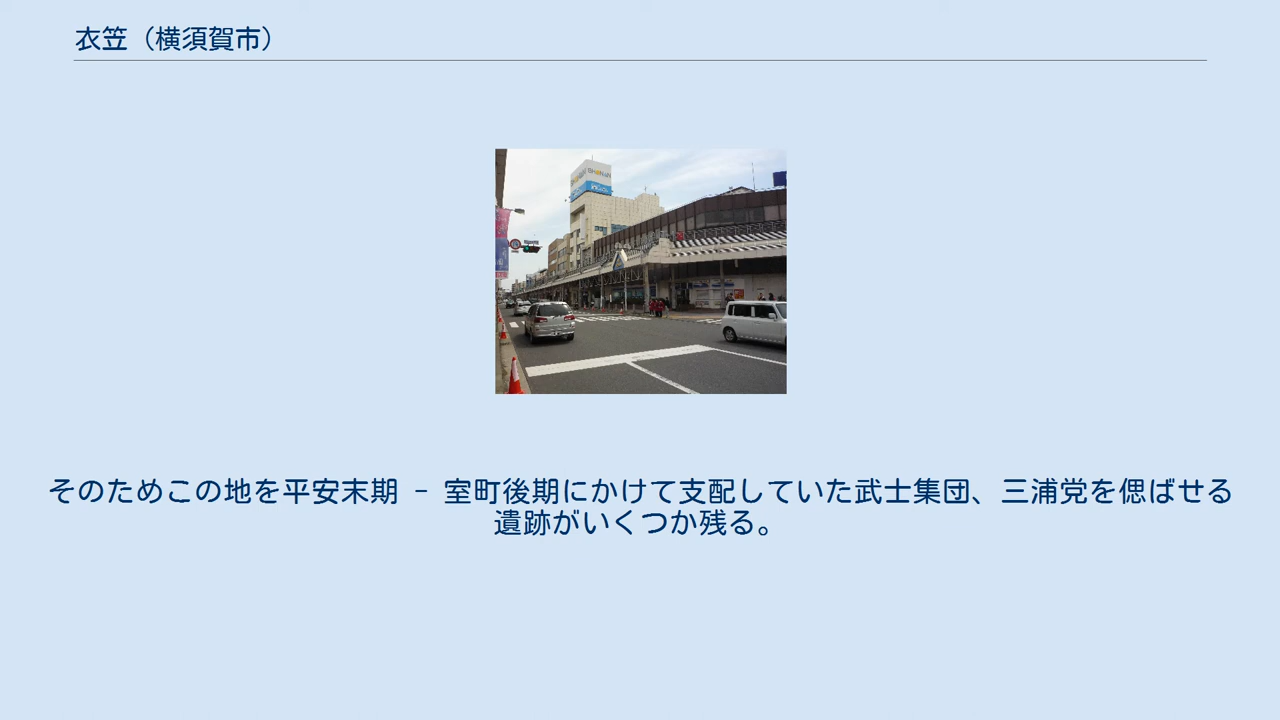 衣笠（横須賀市）
そのためこの地を平安末期 － 室町後期にかけて支配していた武士集団、三浦党を偲ばせる
遺跡がいくつか残る。